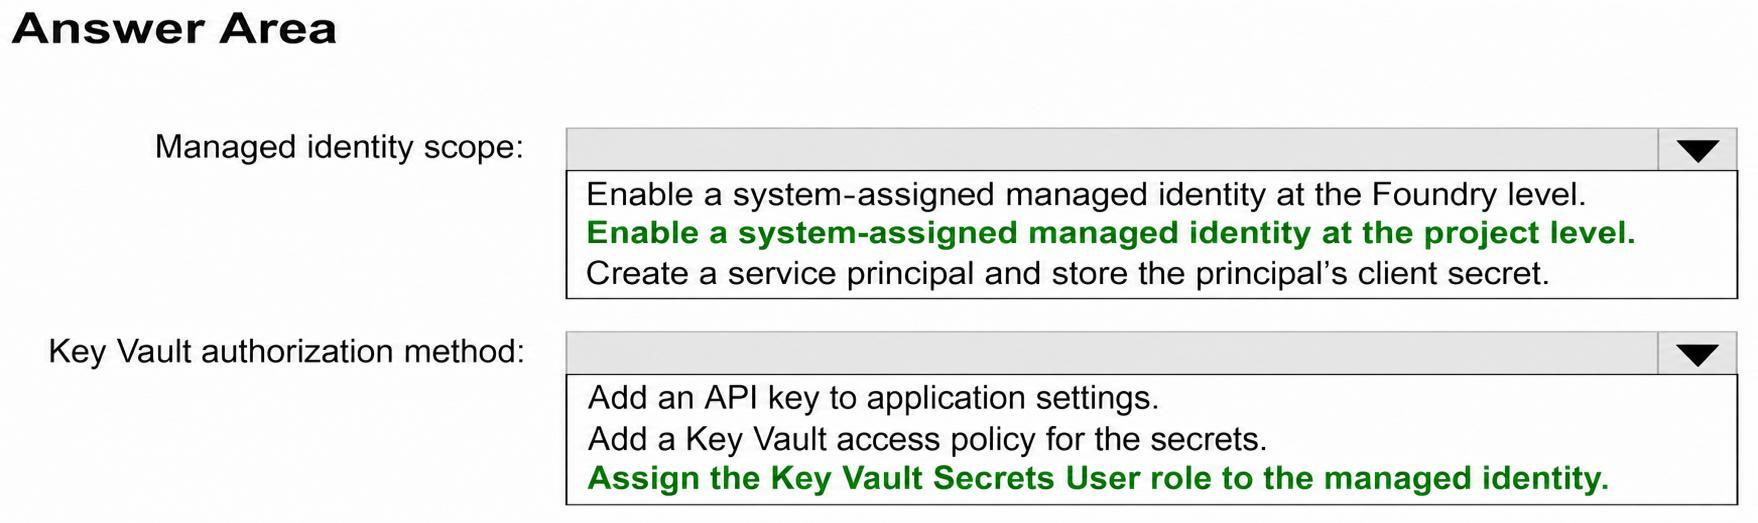 Answer Area
Managed identity scope:
Enable a system-assigned managed identity at the Foundry level.
Enable a system-assigned managed identity at the project level.
Create a service principal and store the principal’s client secret.
Key Vault authorization method:
Add an API key to application settings.
Add a Key Vault access policy for the secrets.
Assign the Key Vault Secrets User role to the managed identity.